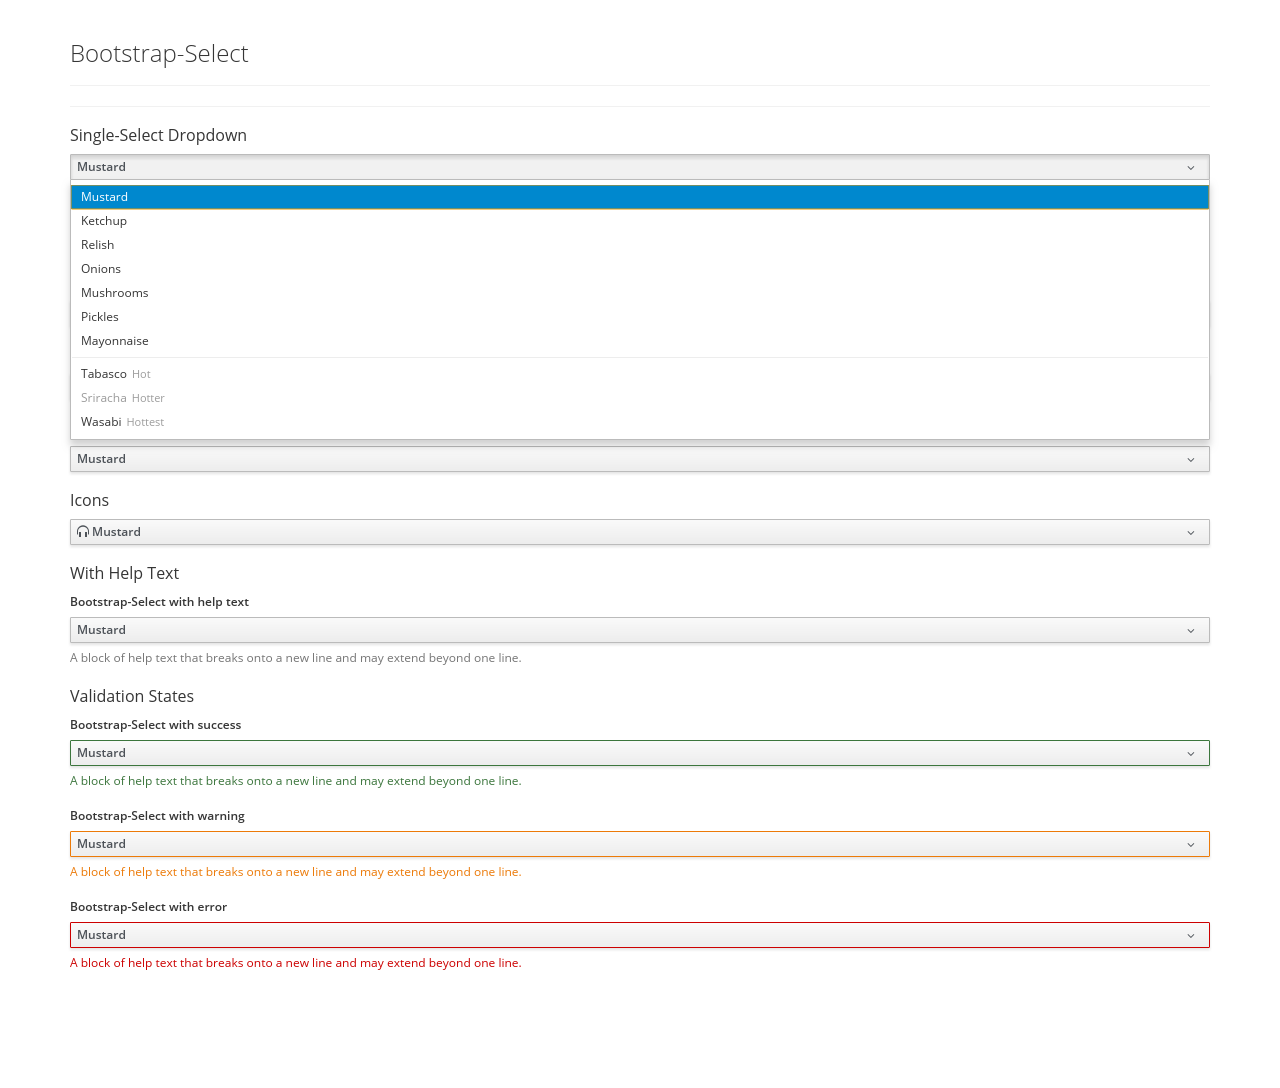 Bootstrap-Select
Single-Select Dropdown
Mustard
Mustard
Ketchup
Relish
Onions
Mushrooms
Pickles
Mayonnaise
Tabasco Hot
Sriracha Hotter
Wasabi Hottest
Mustard
Icons
Mustard
With Help Text
Bootstrap-Select with help text
Mustard
A block of help text that breaks onto a new line and may extend beyond one line.
Validation States
Bootstrap-Select with success
Mustard
A block of help text that breaks onto a new line and may extend beyond one line.
Bootstrap-Select with warning
Mustard
A block of help text that breaks onto a new line and may extend beyond one line.
Bootstrap-Select with error
Mustard
A block of help text that breaks onto a new line and may extend beyond one line.